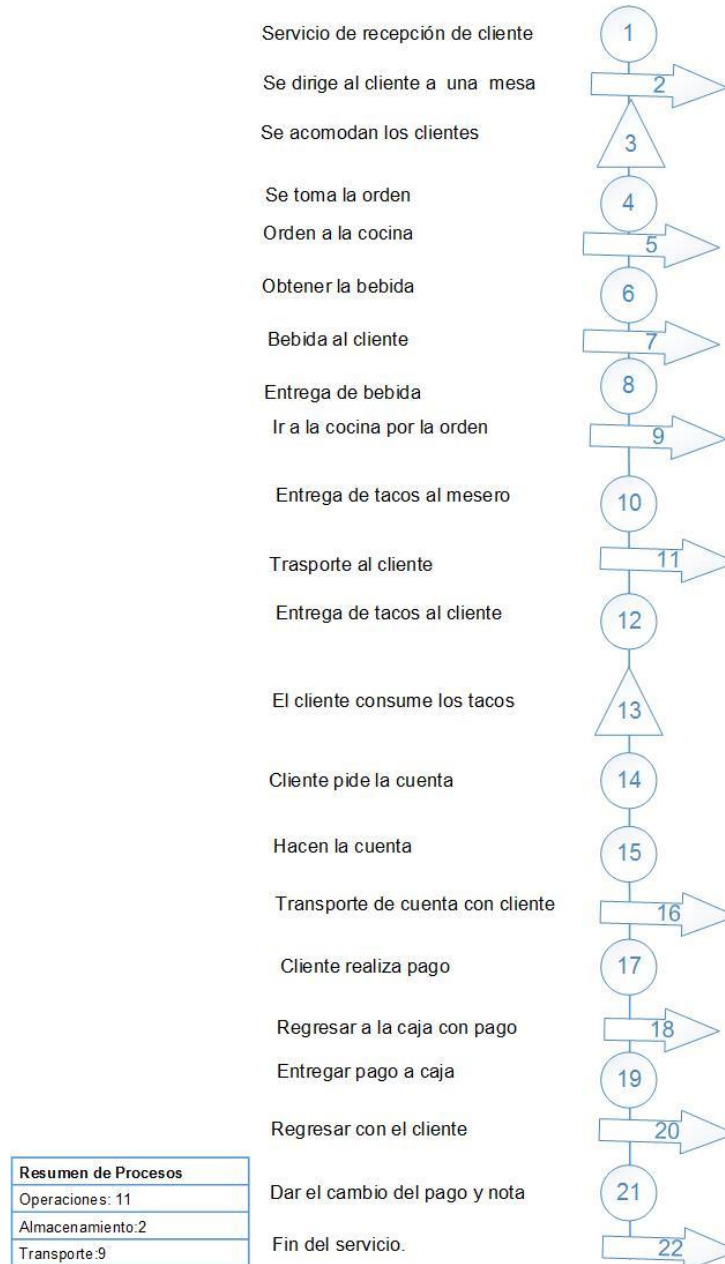 Servicio de recepción de cliente 1
Se dirige al cliente a una mesa 2
Se acomodan los clientes 3
Se toma la orden 4
Orden a la cocina 5
Obtener la bebida 6
Bebida al cliente 7
Entrega de bebida 8
Ir a la cocina por la orden 9
Entrega de tacos al mesero 10
Trasporte al cliente 11
Entrega de tacos al cliente 12
El cliente consume los tacos 13
Cliente pide la cuenta 14
Hacen la cuenta 15
Transporte de cuenta con cliente 16
Cliente realiza pago 17
Regresar a la caja con pago 18
Entregar pago a caja 19
Regresar con el cliente 20
Dar el cambio del pago y nota 21
Fin del servicio. 22
Resumen de Procesos
Operaciones: 11
Almacenamiento:2
Transporte:9